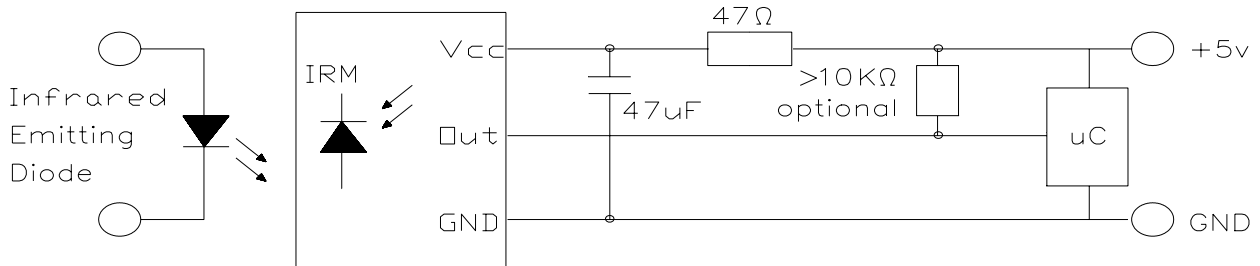 Infrared
Emitting
Diode
IRM
Vcc
Out
GND
47uF
47Ω
>10KΩ
optional
uC
+5v
GND